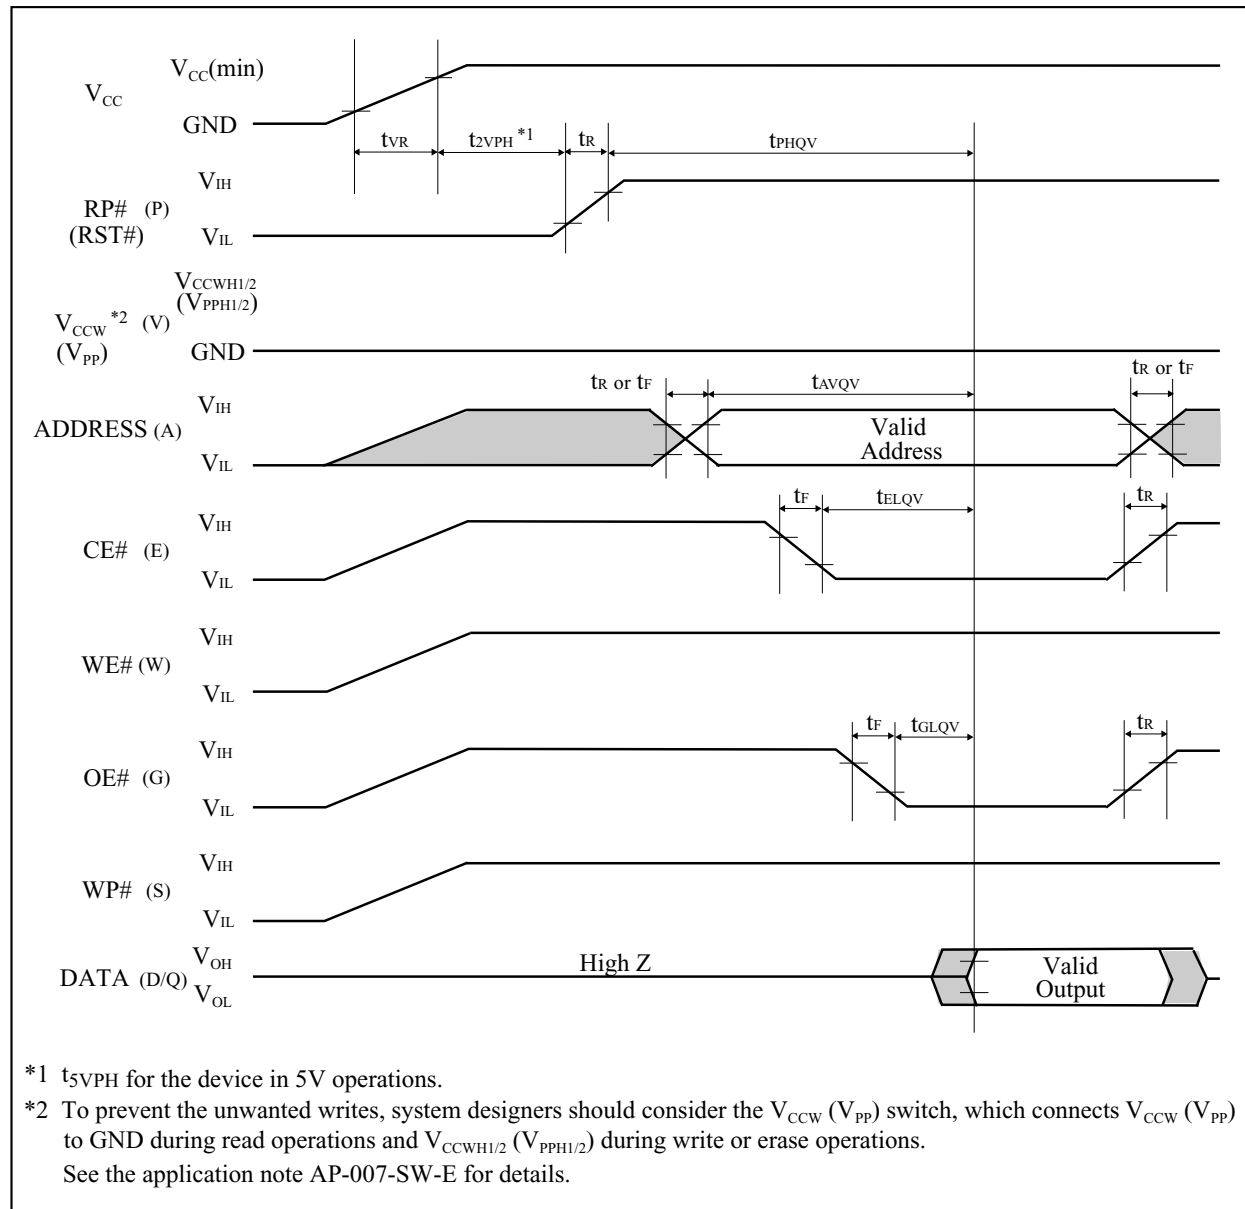 VCC(min)
VCC
GND
tVR
t2VPH *1
tR
tPHQV
VIH
RP# (P)
(RST#)
VIL
VCCWH1/2
(VPPH1/2)
VCCW *2 (V)
(VPP)
GND
tR or tF
tAVQV
tR or tF
VIH
ADDRESS (A)
Valid
Address
VIL
tF
tELQV
tR
VIH
CE# (E)
VIL
VIH
WE# (W)
VIL
tF
tGLQV
tR
VIH
OE# (G)
VIL
VIH
WP# (S)
VIL
VOH
High Z
DATA (D/Q)
Valid
Output
VOL
*1 t5VPH for the device in 5V operations.
*2 To prevent the unwanted writes, system designers should consider the VCCW (VPP) switch, which connects VCCW (VPP)
to GND during read operations and VCCWH1/2 (VPPH1/2) during write or erase operations.
See the application note AP-007-SW-E for details.